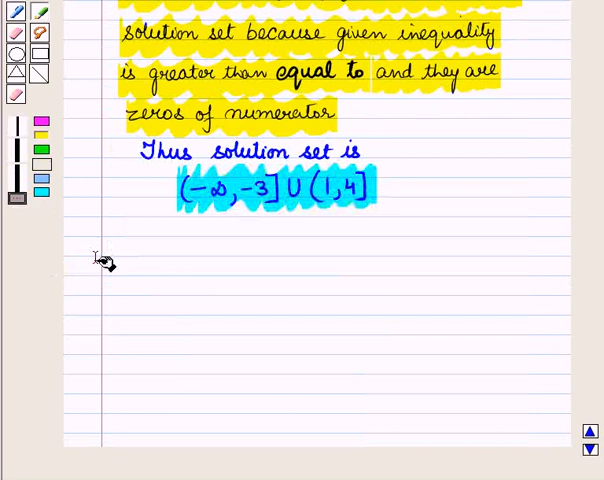 solution set because given inequality
is greater than equal to and they are
zeros of numerator
Thus solution set is
(-∞, -3] ∪ (1, 4]